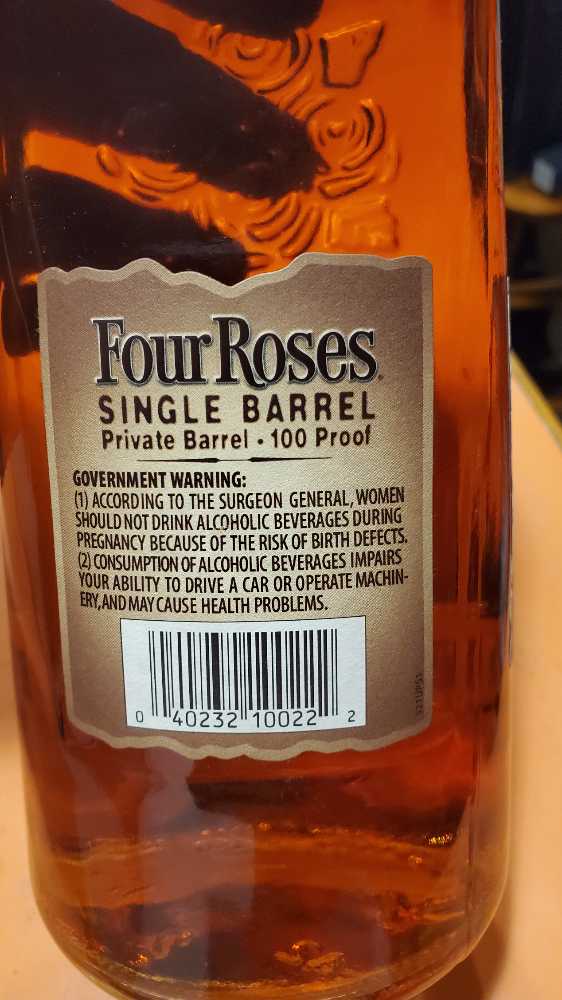 Four Roses
SINGLE BARREL
Private Barrel • 100 Proof
GOVERNMENT WARNING:
(1) ACCORDING TO THE SURGEON GENERAL, WOMEN
SHOULD NOT DRINK ALCOHOLIC BEVERAGES DURING
PREGNANCY BECAUSE OF THE RISK OF BIRTH DEFECTS.
(2) CONSUMPTION OF ALCOHOLIC BEVERAGES IMPAIRS
YOUR ABILITY TO DRIVE A CAR OR OPERATE MACHIN-
ERY, AND MAY CAUSE HEALTH PROBLEMS.
0 40232 10022 2